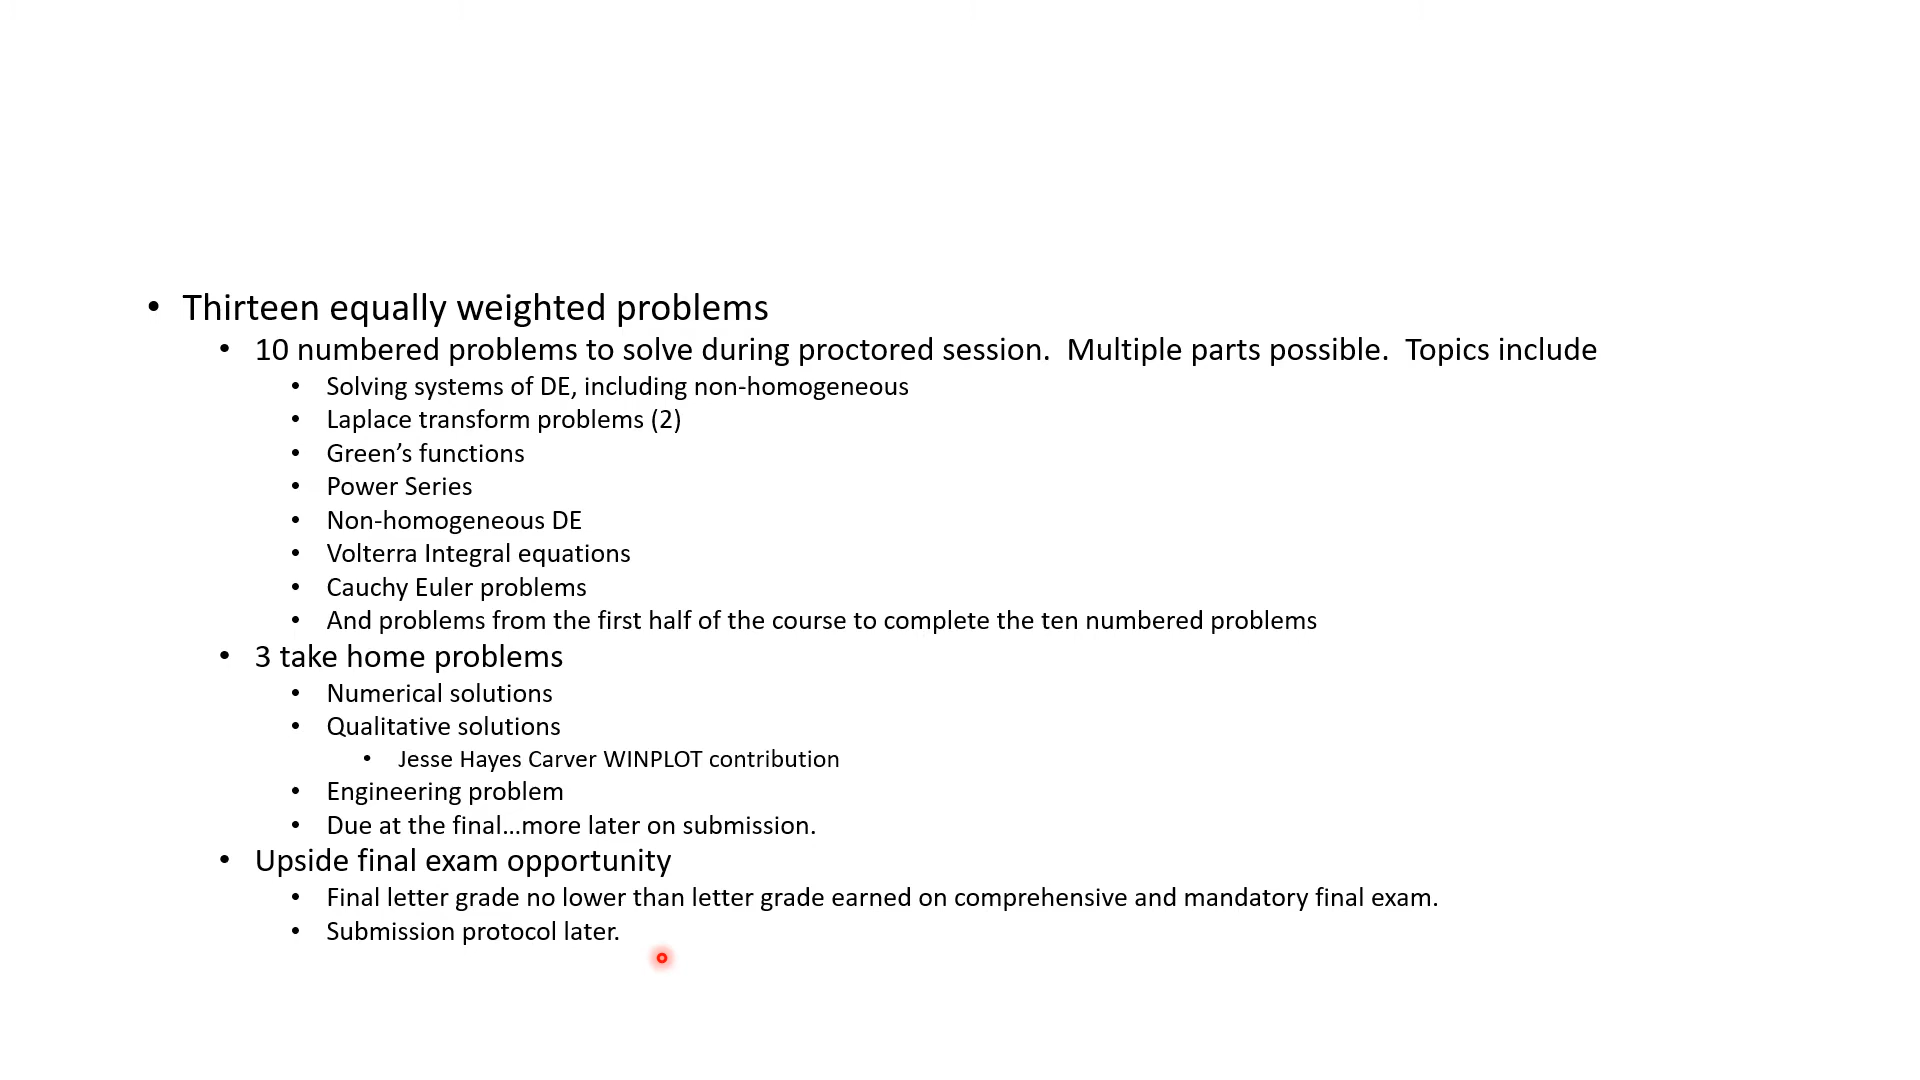 • Thirteen equally weighted problems
• 10 numbered problems to solve during proctored session.  Multiple parts possible.  Topics include
• Solving systems of DE, including non-homogeneous
• Laplace transform problems (2)
• Green’s functions
• Power Series
• Non-homogeneous DE
• Volterra Integral equations
• Cauchy Euler problems
• And problems from the first half of the course to complete the ten numbered problems
• 3 take home problems
• Numerical solutions
• Qualitative solutions
• Jesse Hayes Carver WINPLOT contribution
• Engineering problem
• Due at the final…more later on submission.
• Upside final exam opportunity
• Final letter grade no lower than letter grade earned on comprehensive and mandatory final exam.
• Submission protocol later.